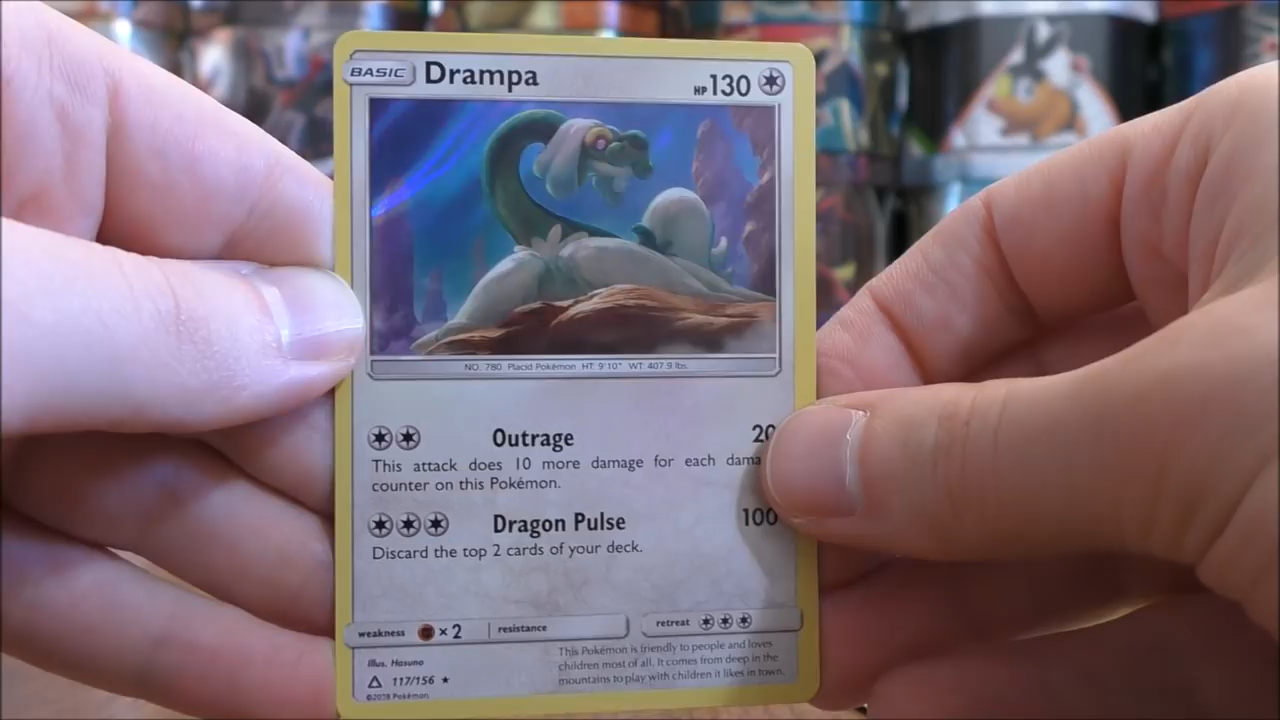 BASIC Drampa HP 130
NO. 780 Placid Pokémon HT: 9'10" WT: 407.9 lbs.
Outrage 20
This attack does 10 more damage for each dama
counter on this Pokémon.
Dragon Pulse 100
Discard the top 2 cards of your deck.
weakness × 2 resistance retreat
This Pokémon is friendly to people and loves
children most of all. It comes from deep in the
mountains to play with children it likes in town.
Illus. Hasuno
117/156 ★
©2018 Pokémon